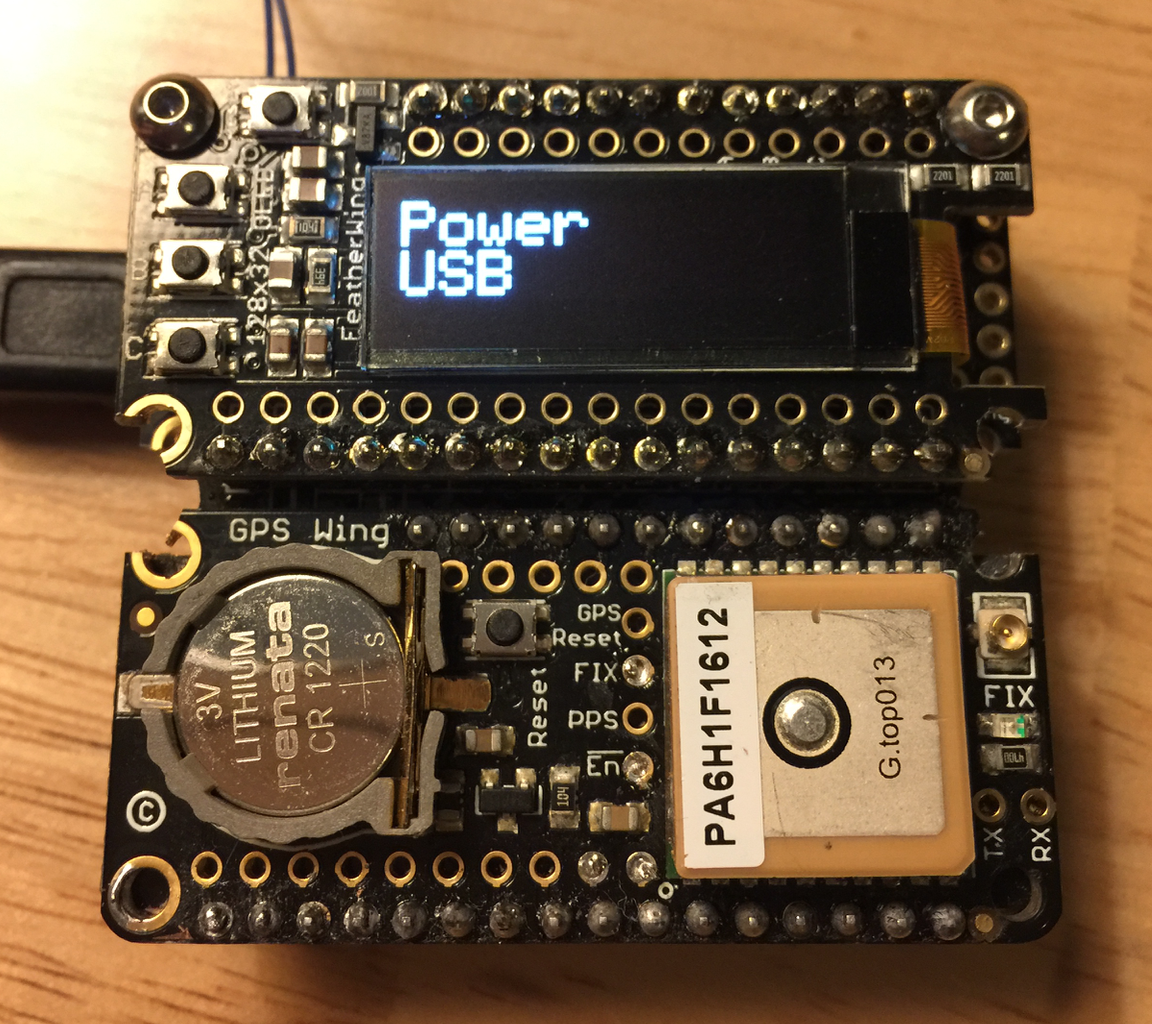 Power
USB
128x32 OLED
FeatherWing
B
C
2201
2201
104
GPS Wing
3V
LITHIUM
renata
CR 1220
+ S
GPS
Reset
FIX
PPS
En
Reset
104
©
PA6H1F1612
G.top013
FIX
TX
RX